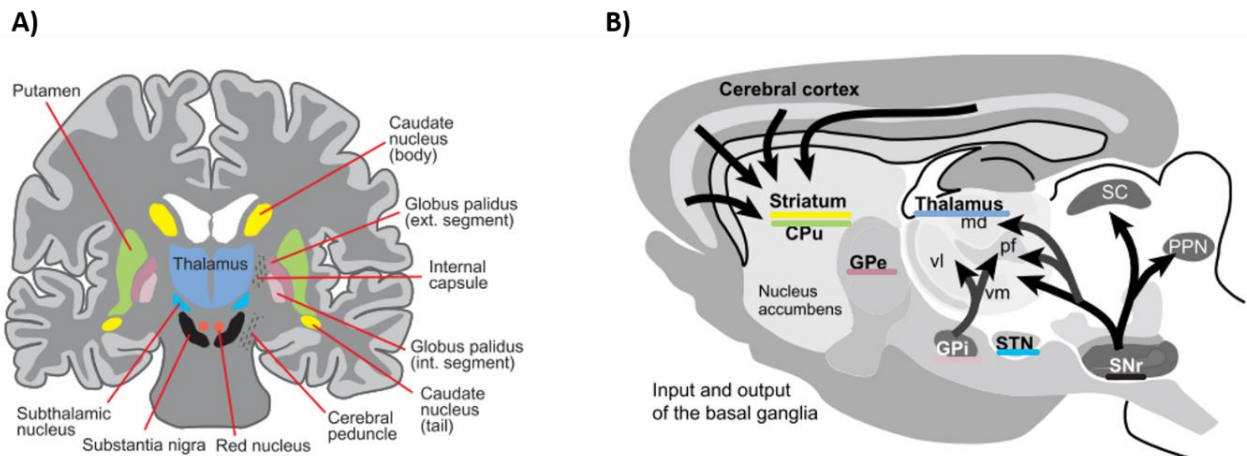 A)
Putamen
Caudate
nucleus
(body)
Globus palidus
(ext. segment)
Thalamus
Internal
capsule
Globus palidus
(int. segment)
Caudate
nucleus
(tail)
Cerebral
peduncle
Subthalamic
nucleus
Substantia nigra
Red nucleus
B)
Cerebral cortex
Striatum
CPu
Thalamus
md
SC
pf
PPN
vl
GPe
vm
Nucleus
accumbens
GPi
STN
SNr
Input and output
of the basal ganglia